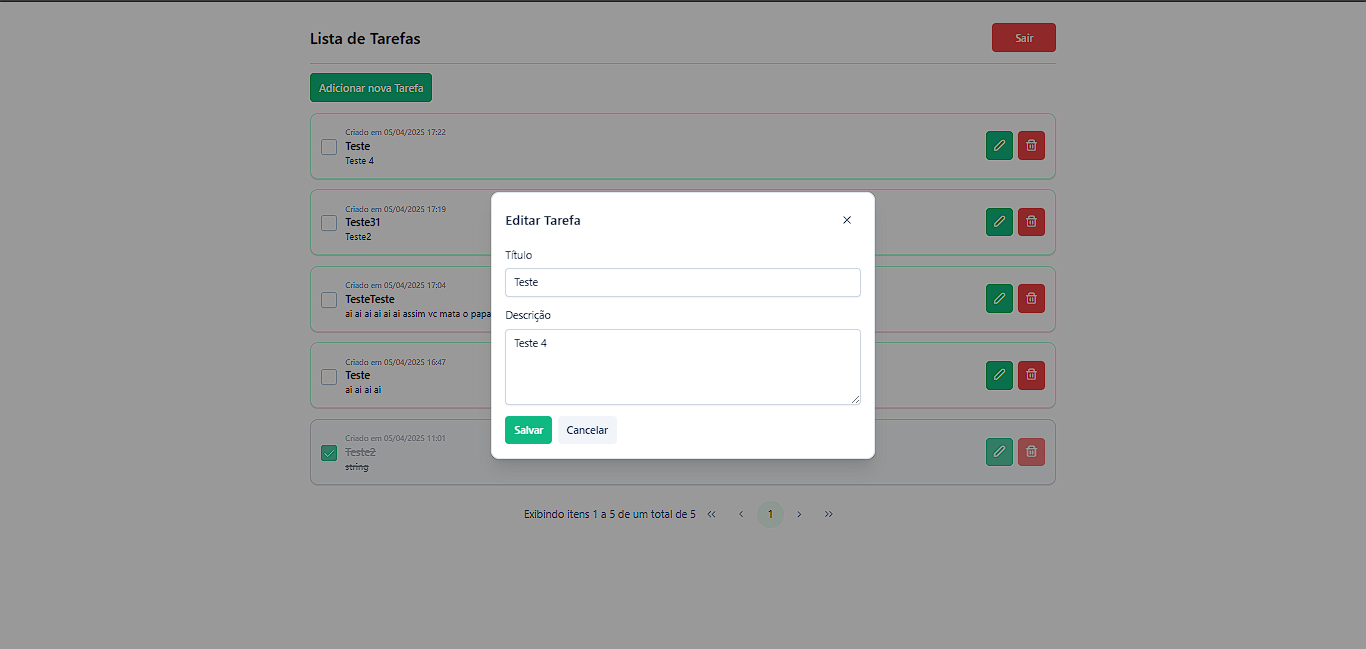 Lista de Tarefas
Sair
Adicionar nova Tarefa
Criado em 05/04/2025 17:22
Teste
Teste 4
Criado em 05/04/2025 17:19
Teste31
Teste2
Criado em 05/04/2025 17:04
TesteTeste
ai ai ai ai ai ai assim vc mata o papa
Criado em 05/04/2025 16:47
Teste
ai ai ai ai
Criado em 05/04/2025 11:01
Teste2
string
Editar Tarefa
Título
Teste
Descrição
Teste 4
Salvar Cancelar
Exibindo itens 1 a 5 de um total de 5 « ‹ 1 › »